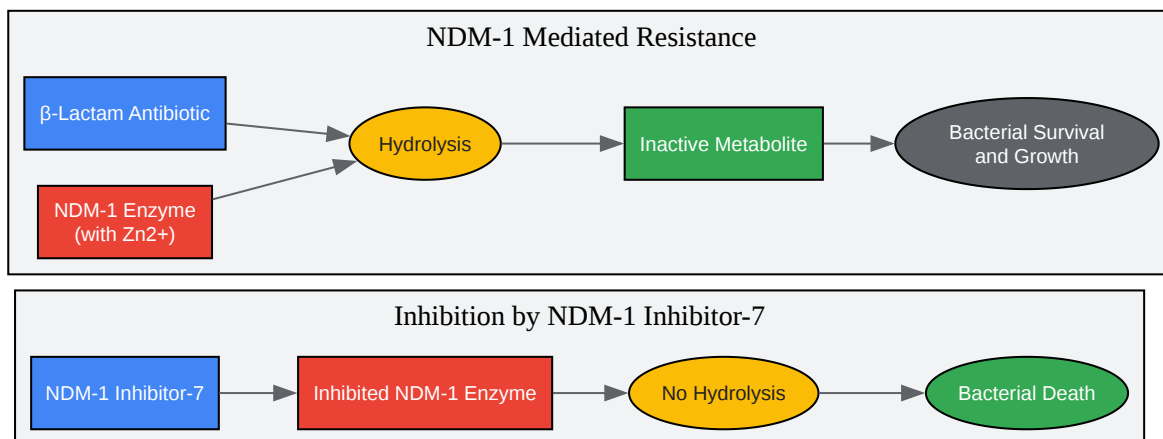 NDM-1 Mediated Resistance
β-Lactam Antibiotic
NDM-1 Enzyme
(with Zn2+)
Hydrolysis
Inactive Metabolite
Bacterial Survival
and Growth
Inhibition by NDM-1 Inhibitor-7
NDM-1 Inhibitor-7
Inhibited NDM-1 Enzyme
No Hydrolysis
Bacterial Death